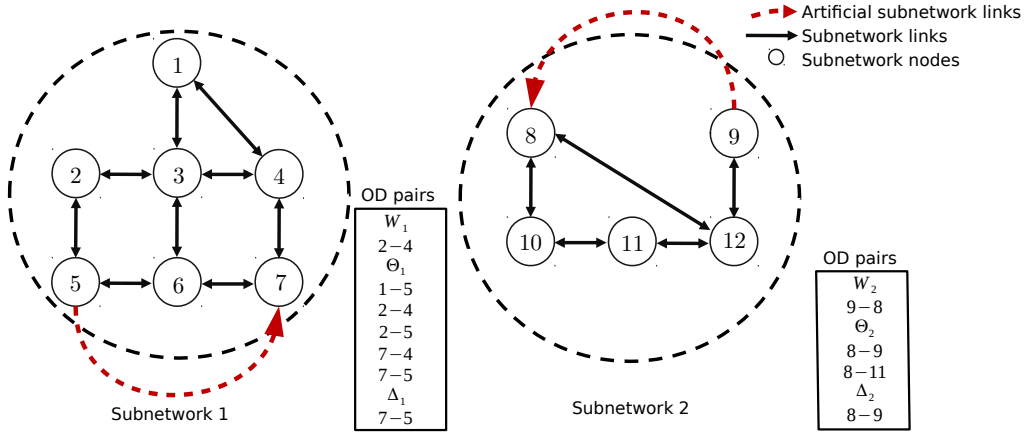 Artificial subnetwork links
Subnetwork links
Subnetwork nodes
1
2
3
4
5
6
7
Subnetwork 1
OD pairs
W₁
2−4
Θ₁
1−5
2−4
2−5
7−4
7−5
Δ₁
7−5
8
9
10
11
12
Subnetwork 2
OD pairs
W₂
9−8
Θ₂
8−9
8−11
Δ₂
8−9